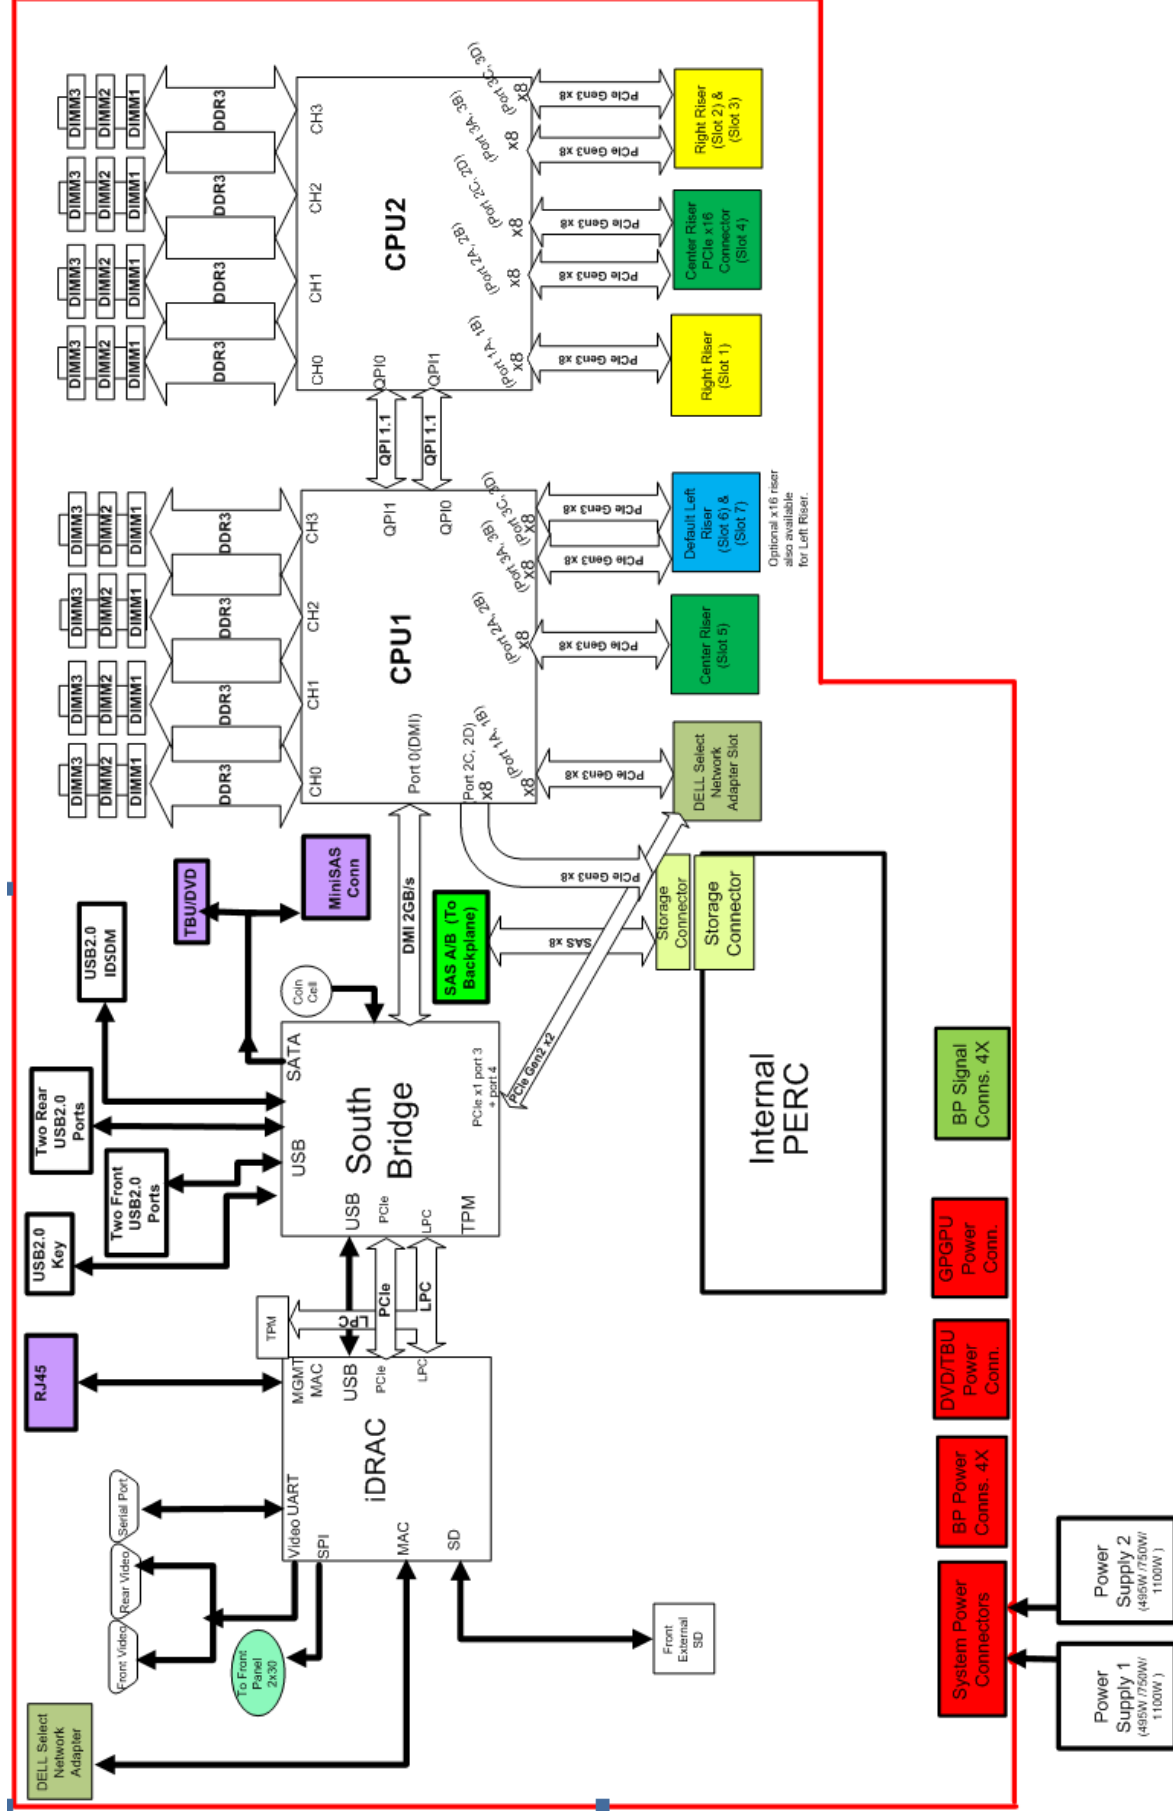 DELL Select
Network
Adapter
Front Video
Rear Video
Serial Port
To Front
Panel
2x30
RJ45
USB2.0
Key
Two Front
USB2.0
Ports
Two Rear
USB2.0
Ports
USB2.0
IDSDM
TBU/DVD
MiniSAS
Conn
Coin
Cell
Video
UART
SPI
MAC
SD
MGMT
MAC
USB
PCIe
LPC
iDRAC
Front
External
SD
TPM
LPC
PCIe
LPC
USB
SATA
South
Bridge
USB
PCIe
LPC
TPM
PCIe x1 port 3
+ port 4
PCIe Gen2 x2
DMI 2GB/s
SAS A/B (To
Backplane)
SAS x8
PCIe Gen3 x8
Storage
Connector
Storage
Connector
Internal
PERC
DIMM3
DIMM2
DIMM1
DDR3
CH0
DIMM3
DIMM2
DIMM1
DDR3
CH1
DIMM3
DIMM2
DIMM1
DDR3
CH2
DIMM3
DIMM2
DIMM1
DDR3
CH3
CPU1
Port 0(DMI)
QPI1
QPI0
(Port 2C, 2D)
x8
(Port 1A, 1B)
x8
(Port 2A, 2B)
x8
(Port 3A, 3B)
x8
(Port 3C, 3D)
x8
PCIe Gen3 x8
PCIe Gen3 x8
PCIe Gen3 x8
PCIe Gen3 x8
DELL Select
Network
Adapter Slot
Center Riser
(Slot 5)
Default Left
Riser
(Slot 6) &
(Slot 7)
Optional x16 riser
also available
for Left Riser.
QPI 1.1
QPI 1.1
DIMM3
DIMM2
DIMM1
DDR3
CH0
DIMM3
DIMM2
DIMM1
DDR3
CH1
DIMM3
DIMM2
DIMM1
DDR3
CH2
DIMM3
DIMM2
DIMM1
DDR3
CH3
CPU2
QPI0
QPI1
(Port 1A, 1B)
x8
(Port 2A, 2B)
x8
(Port 2C, 2D)
x8
(Port 3A, 3B)
x8
(Port 3C, 3D)
x8
PCIe Gen3 x8
PCIe Gen3 x8
PCIe Gen3 x8
PCIe Gen3 x8
PCIe Gen3 x8
Right Riser
(Slot 1)
Center Riser
PCIe x16
Connector
(Slot 4)
Right Riser
(Slot 2) &
(Slot 3)
System Power
Connectors
BP Power
Conns. 4X
DVD/TBU
Power
Conn.
GPGPU
Power
Conn.
BP Signal
Conns. 4X
Power
Supply 1
(495W /750W/
1100W )
Power
Supply 2
(495W /750W/
1100W )